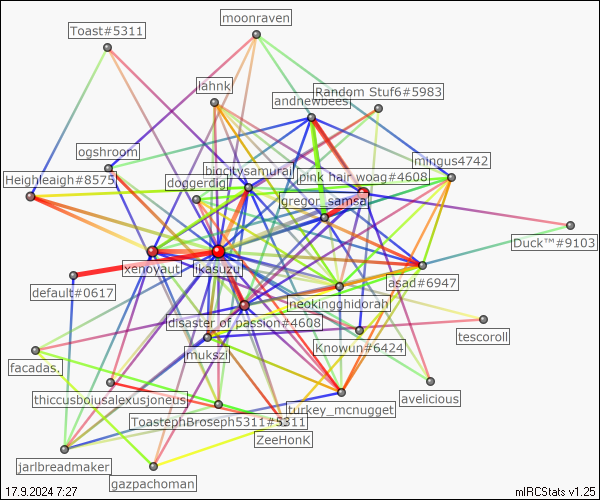 moonraven
Toast#5311
lahnk
Random Stuf6#5983
andnewbees
ogshroom
mingus4742
bigcitysamurai
pink hair woag#4608
Heighleigh#8575
doggerdig
gregor_samsa
Duck™#9103
xenoyaut
ikasuzu
asad#6947
default#0617
neokingghidorah
disaster of passion#4608
tescoroll
Knowun#6424
mukszi
facadas.
thiccusboiusalexusjoneus
avelicious
turkey_mcnugget
ToastephBroseph5311#5311
ZeeHonK
jarlbreadmaker
gazpachoman
17.9.2024 7:27
mIRCStats v1.25